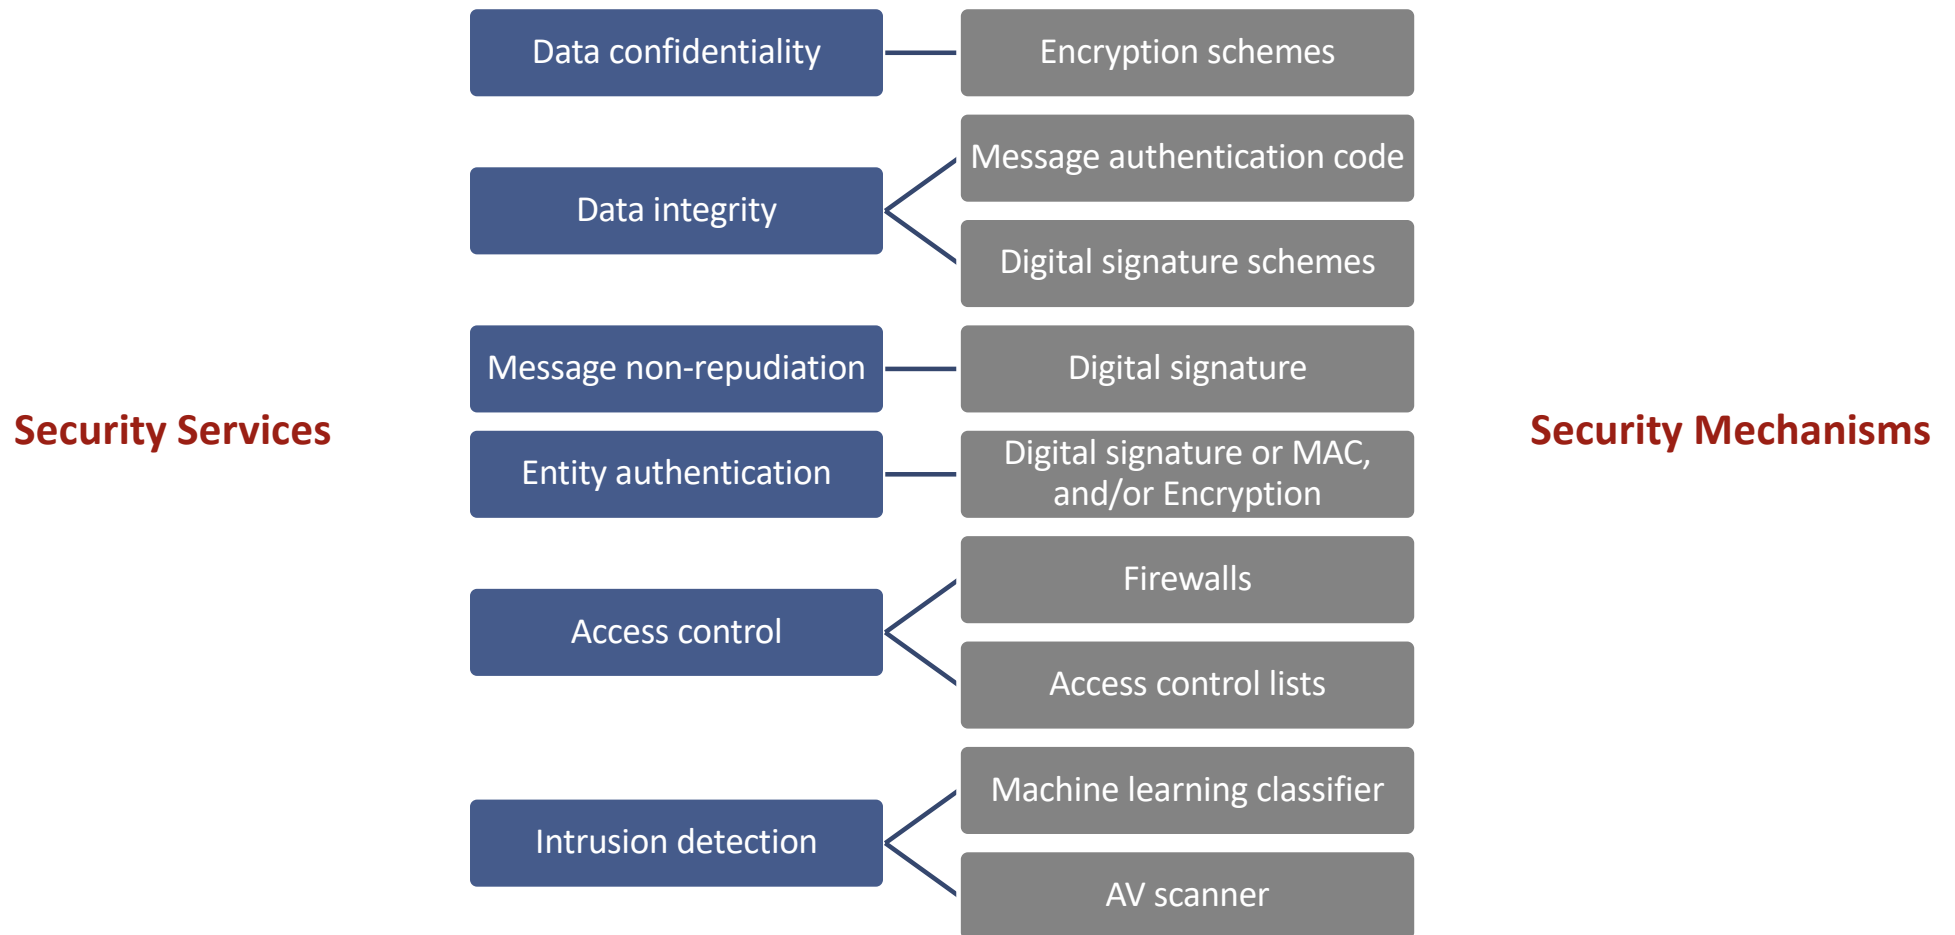 Data confidentiality
Encryption schemes
Message authentication code
Data integrity
Digital signature schemes
Message non-repudiation
Digital signature
Security Services
Security Mechanisms
Entity authentication
Digital signature or MAC,
and/or Encryption
Firewalls
Access control
Access control lists
Machine learning classifier
Intrusion detection
AV scanner